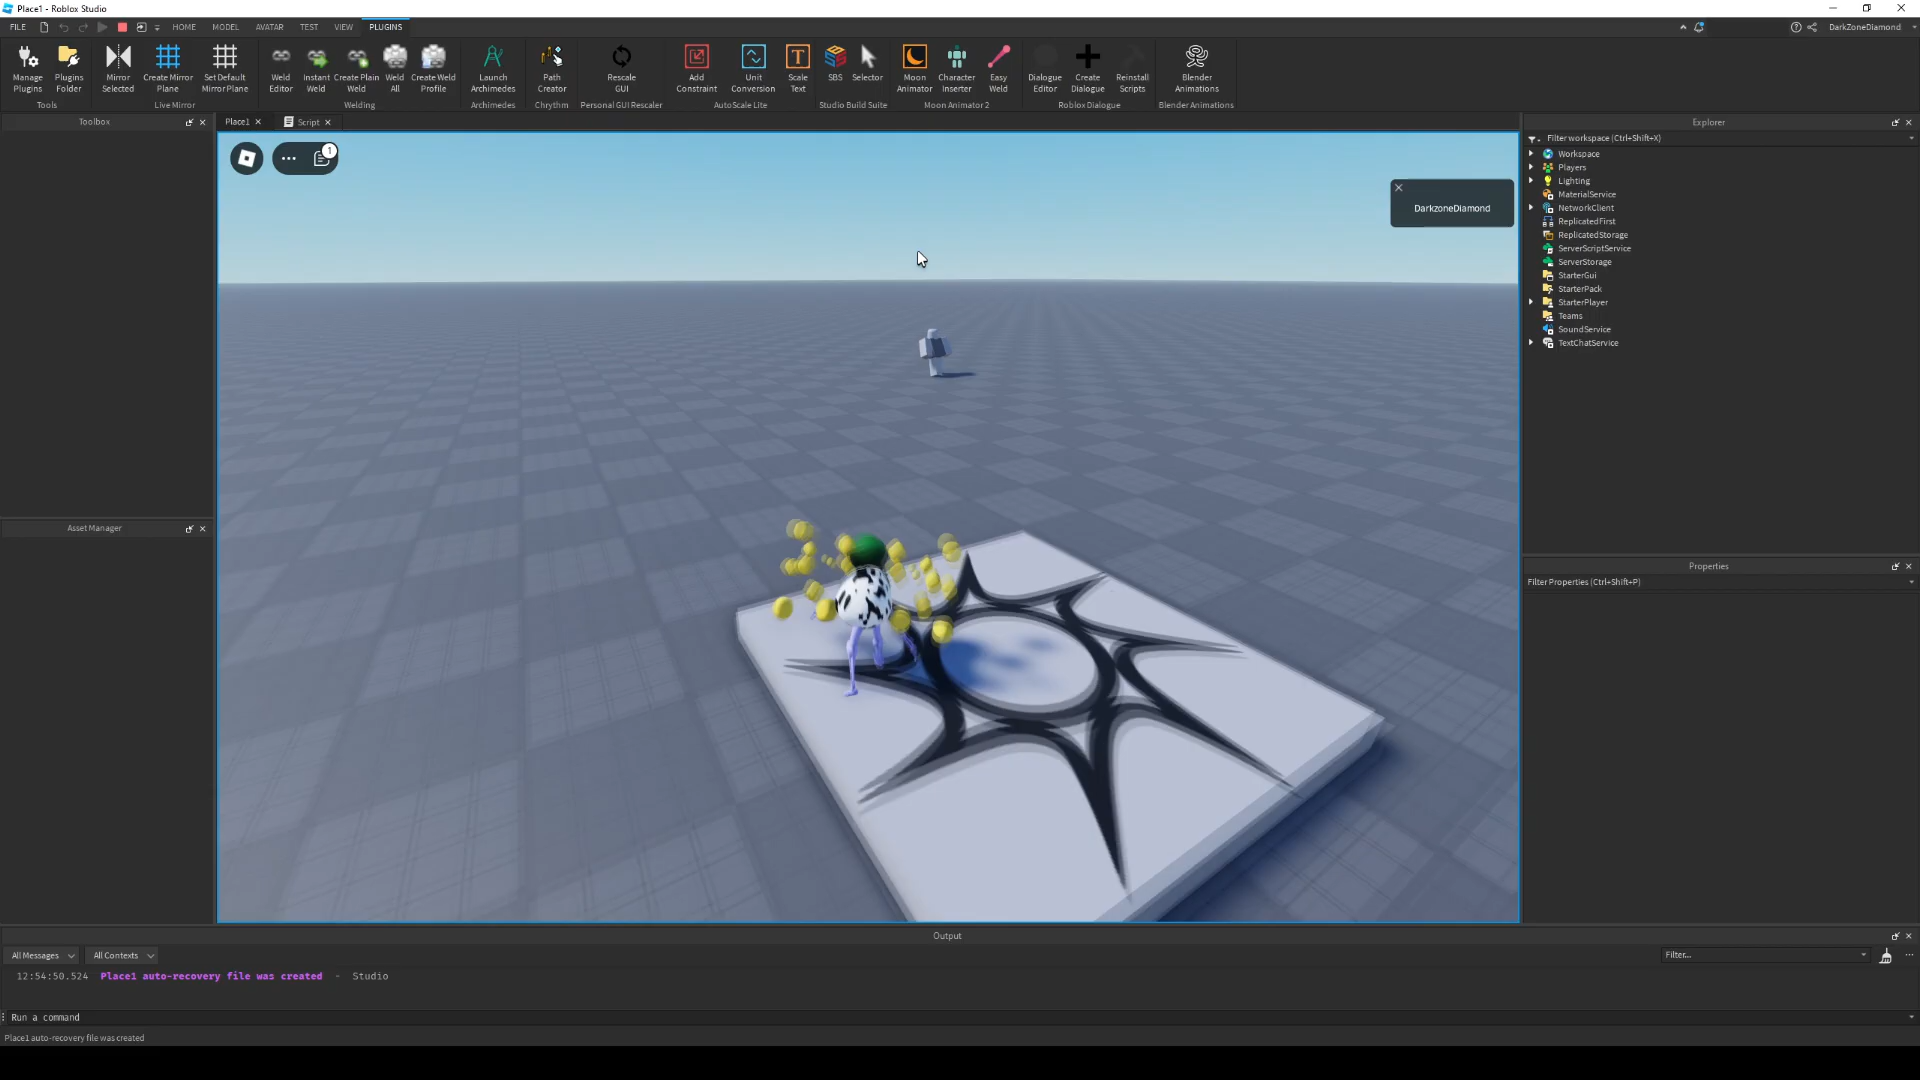 Place1 - Roblox Studio
FILE HOME MODEL AVATAR TEST VIEW PLUGINS DarkZoneDiamond
Manage Plugins
Plugins Folder
Tools
Mirror Selected
Create Mirror Plane
Set Default Mirror Plane
Live Mirror
Weld Editor
Instant Weld
Create Plain Weld
Weld All
Create Weld Profile
Welding
Launch Archimedes
Archimedes
Path Creator
Chrythm
Rescale GUI
Personal GUI Rescaler
Add Constraint
Unit Conversion
Scale Text
AutoScale Lite
SBS
Selector
Studio Build Suite
Moon Animator
Character Inserter
Easy Weld
Moon Animator 2
Dialogue Editor
Create Dialogue
Reinstall Scripts
Roblox Dialogue
Blender Animations
Blender Animations
Toolbox
Place1
Script
1
DarkzoneDiamond
Explorer
Filter workspace (Ctrl+Shift+X)
Workspace
Players
Lighting
MaterialService
NetworkClient
ReplicatedFirst
ReplicatedStorage
ServerScriptService
ServerStorage
StarterGui
StarterPack
StarterPlayer
Teams
SoundService
TextChatService
Asset Manager
Properties
Filter Properties (Ctrl+Shift+P)
Output
All Messages All Contexts Filter...
12:54:50.524 Place1 auto-recovery file was created - Studio
Run a command
Place1 auto-recovery file was created